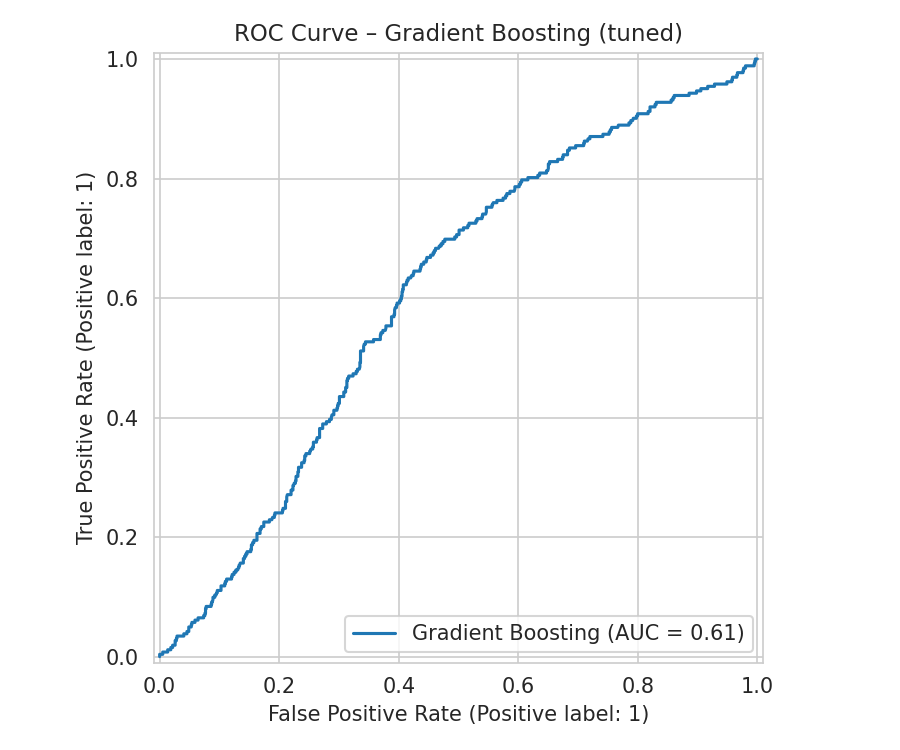 ROC Curve – Gradient Boosting (tuned)
True Positive Rate (Positive label: 1)
1.0
0.8
0.6
0.4
0.2
0.0
Gradient Boosting (AUC = 0.61)
0.0 0.2 0.4 0.6 0.8 1.0
False Positive Rate (Positive label: 1)